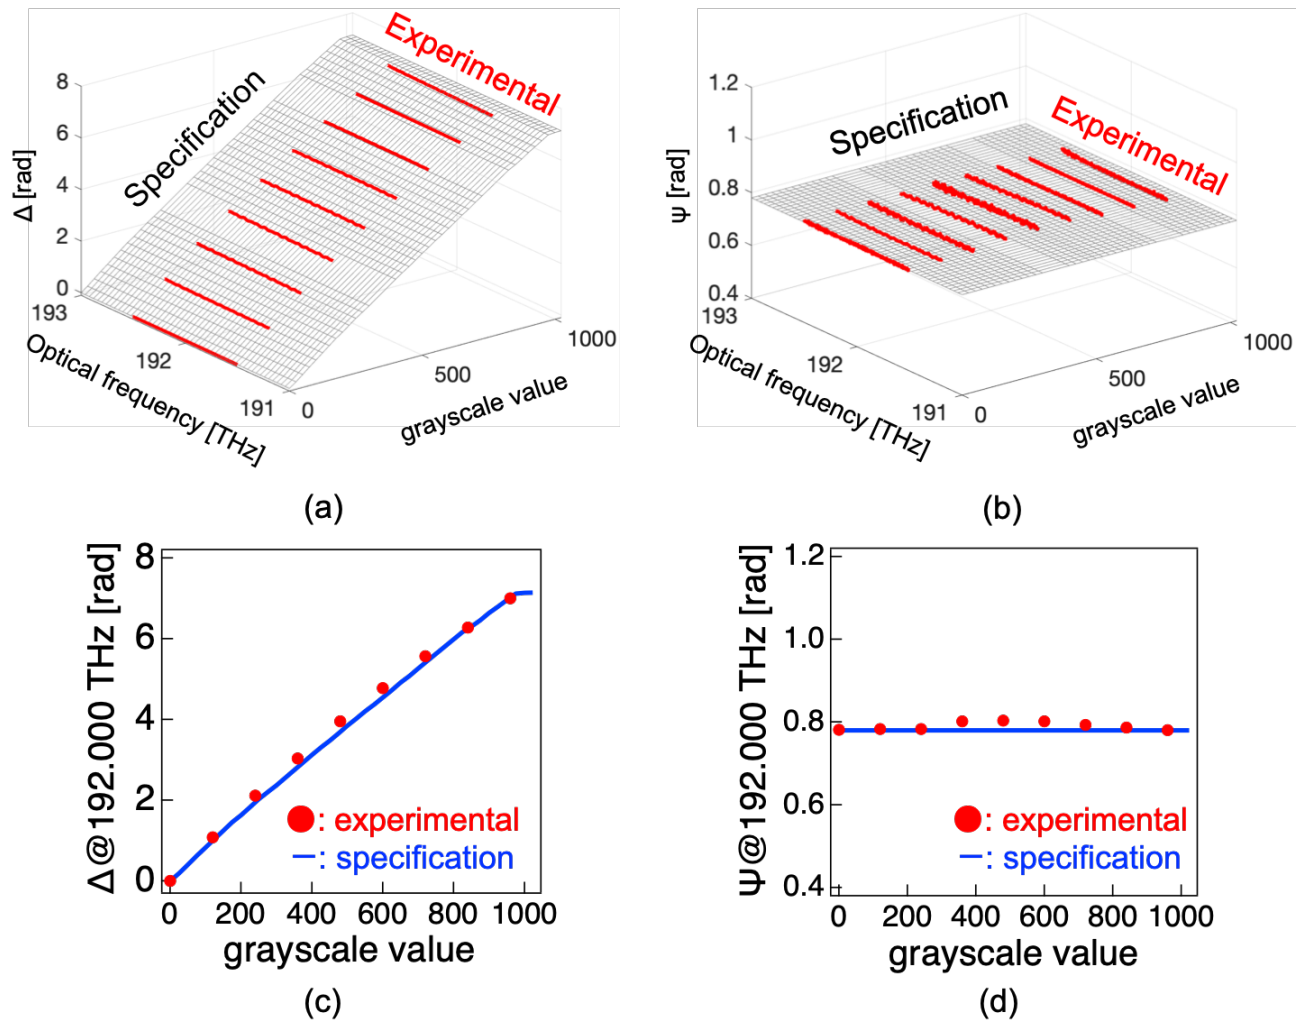 Specification
Experimental
8
6
4
2
0
Δ [rad]
193
192
191
Optical frequency [THz]
0
500
1000
grayscale value
(a)
Specification
Experimental
1.2
1
0.8
0.6
0.4
ψ [rad]
193
192
191
Optical frequency [THz]
0
500
1000
grayscale value
(b)
Δ@192.000 THz [rad]
8
6
4
2
0
●: experimental
—: specification
0 200 400 600 800 1000
grayscale value
(c)
Ψ@192.000 THz [rad]
1.2
1.0
0.8
0.6
0.4
●: experimental
—: specification
0 200 400 600 800 1000
grayscale value
(d)